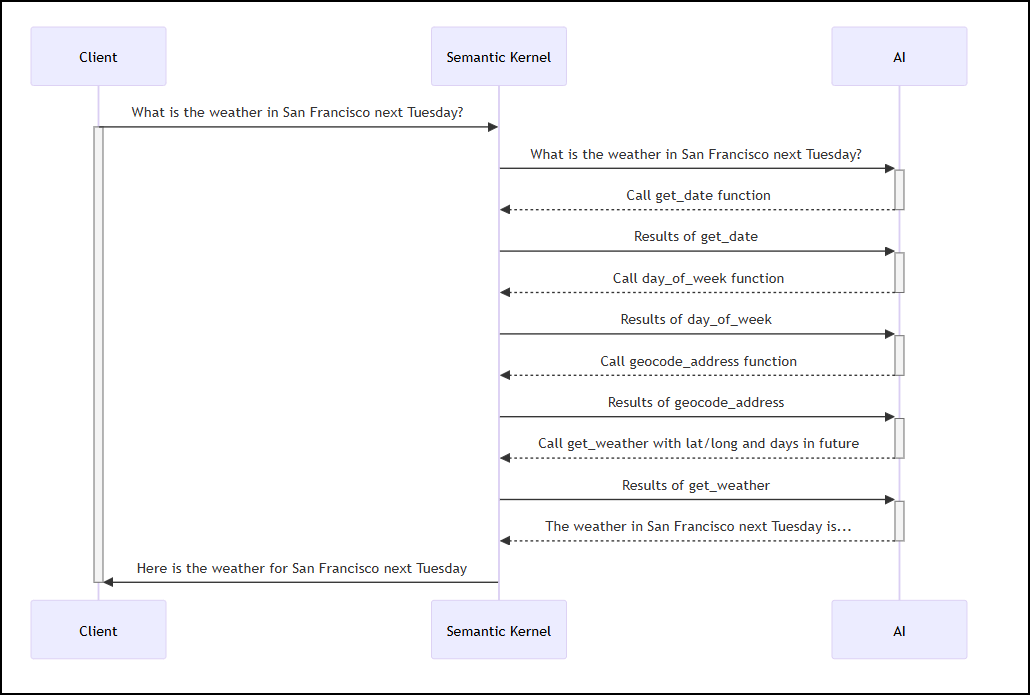 Client
Semantic Kernel
AI
What is the weather in San Francisco next Tuesday?
What is the weather in San Francisco next Tuesday?
Call get_date function
Results of get_date
Call day_of_week function
Results of day_of_week
Call geocode_address function
Results of geocode_address
Call get_weather with lat/long and days in future
Results of get_weather
The weather in San Francisco next Tuesday is...
Here is the weather for San Francisco next Tuesday
Client
Semantic Kernel
AI